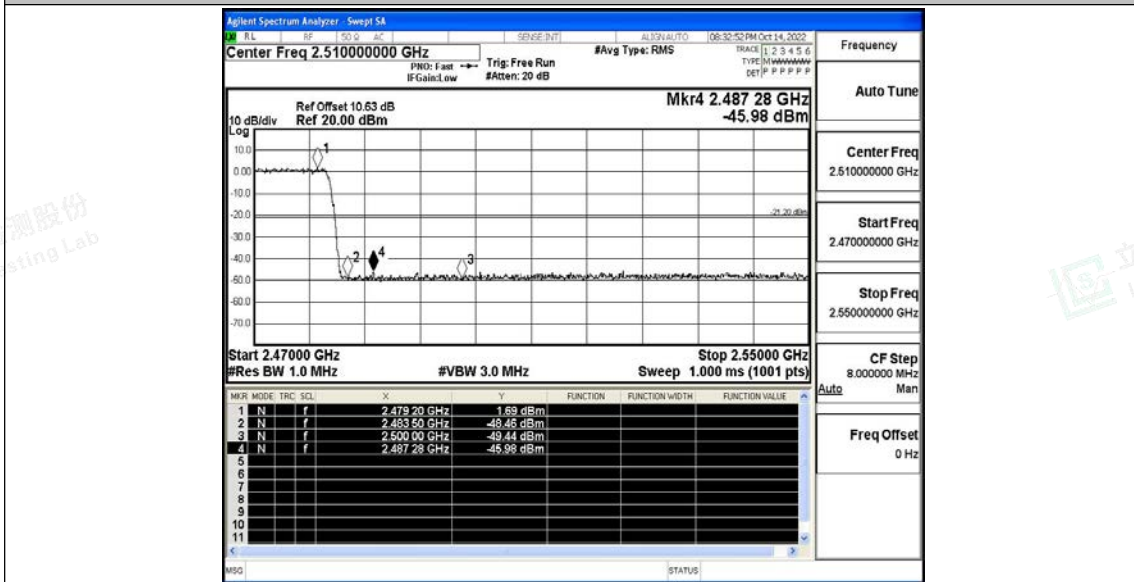 Agilent Spectrum Analyzer - Swept SA
RL RF 50 Ω AC SENSE:INT ALIGN AUTO 08:32:52 PM Oct 14, 2022
Center Freq 2.510000000 GHz #Avg Type: RMS TRACE 1 2 3 4 5 6
PNO: Fast Trig: Free Run TYPE M W W W W W
IFGain:Low #Atten: 20 dB DET P P P P P P
Mkr4 2.487 28 GHz
Ref Offset 10.63 dB
-45.98 dBm
10 dB/div Ref 20.00 dBm
Log
10.0
0.00
-10.0
-20.0
-30.0
-40.0
-50.0
-60.0
-70.0
1
2
4
3
-21.20 dBm
Start 2.47000 GHz Stop 2.55000 GHz
#Res BW 1.0 MHz #VBW 3.0 MHz Sweep 1.000 ms (1001 pts)
MKR MODE TRC SCL X Y FUNCTION FUNCTION WIDTH FUNCTION VALUE
1 N f 2.479 20 GHz 1.69 dBm
2 N f 2.483 50 GHz -48.46 dBm
3 N f 2.500 00 GHz -49.44 dBm
4 N f 2.487 28 GHz -45.98 dBm
5
6
7
8
9
10
11
MSG STATUS
Frequency
Auto Tune
Center Freq
2.510000000 GHz
Start Freq
2.470000000 GHz
Stop Freq
2.550000000 GHz
CF Step
8.000000 MHz
Auto Man
Freq Offset
0 Hz
测股份
sting Lab